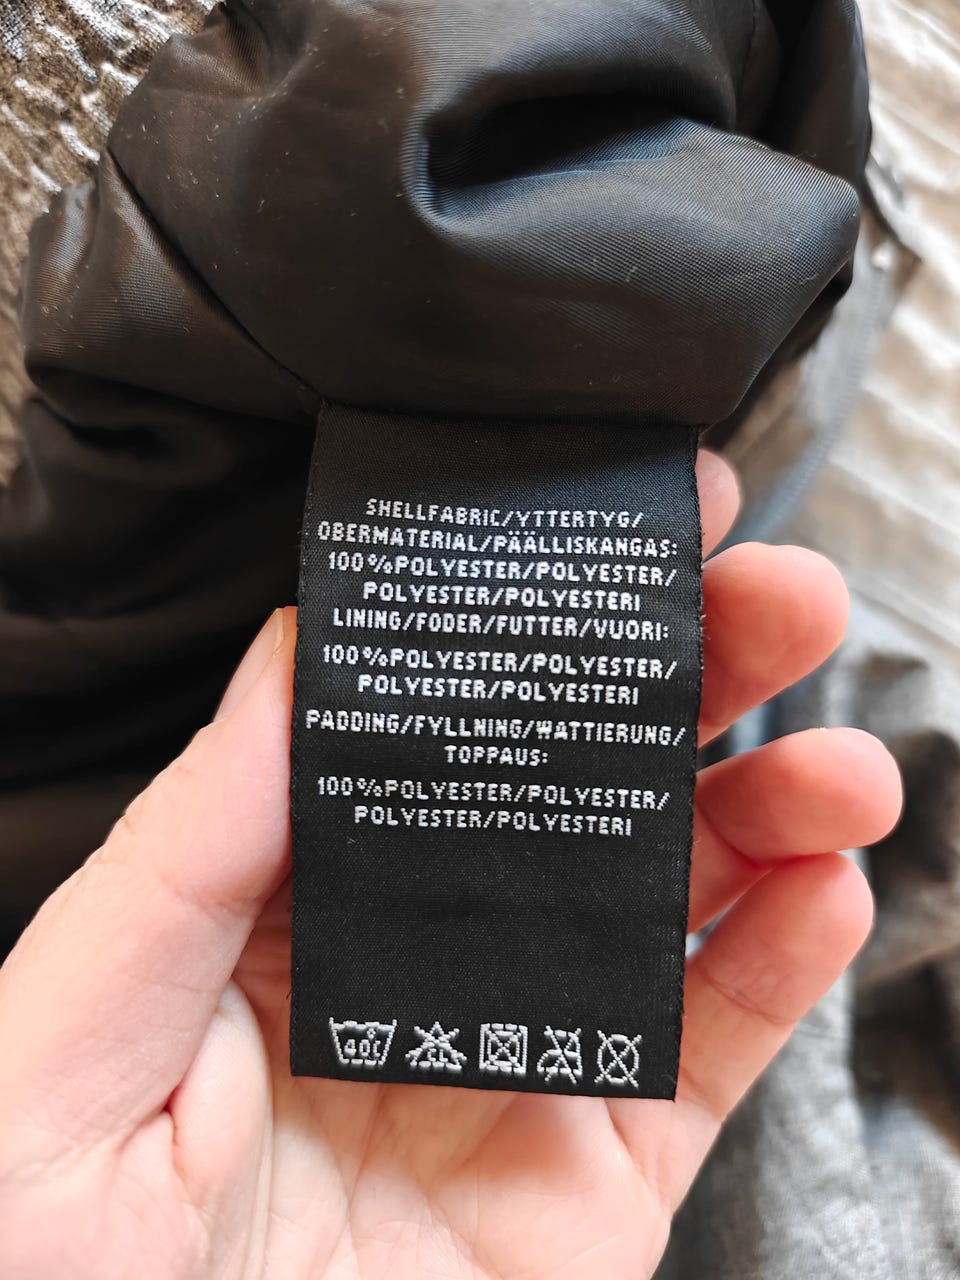 SHELLFABRIC/YTTERTYG/
OBERMATERIAL/PÄÄLLISKANGAS:
100%POLYESTER/POLYESTER/
POLYESTER/POLYESTERI
LINING/FODER/FUTTER/VUORI:
100%POLYESTER/POLYESTER/
POLYESTER/POLYESTERI
PADDING/FYLLNING/WATTIERUNG/
TOPPAUS:
100%POLYESTER/POLYESTER/
POLYESTER/POLYESTERI
40C CL